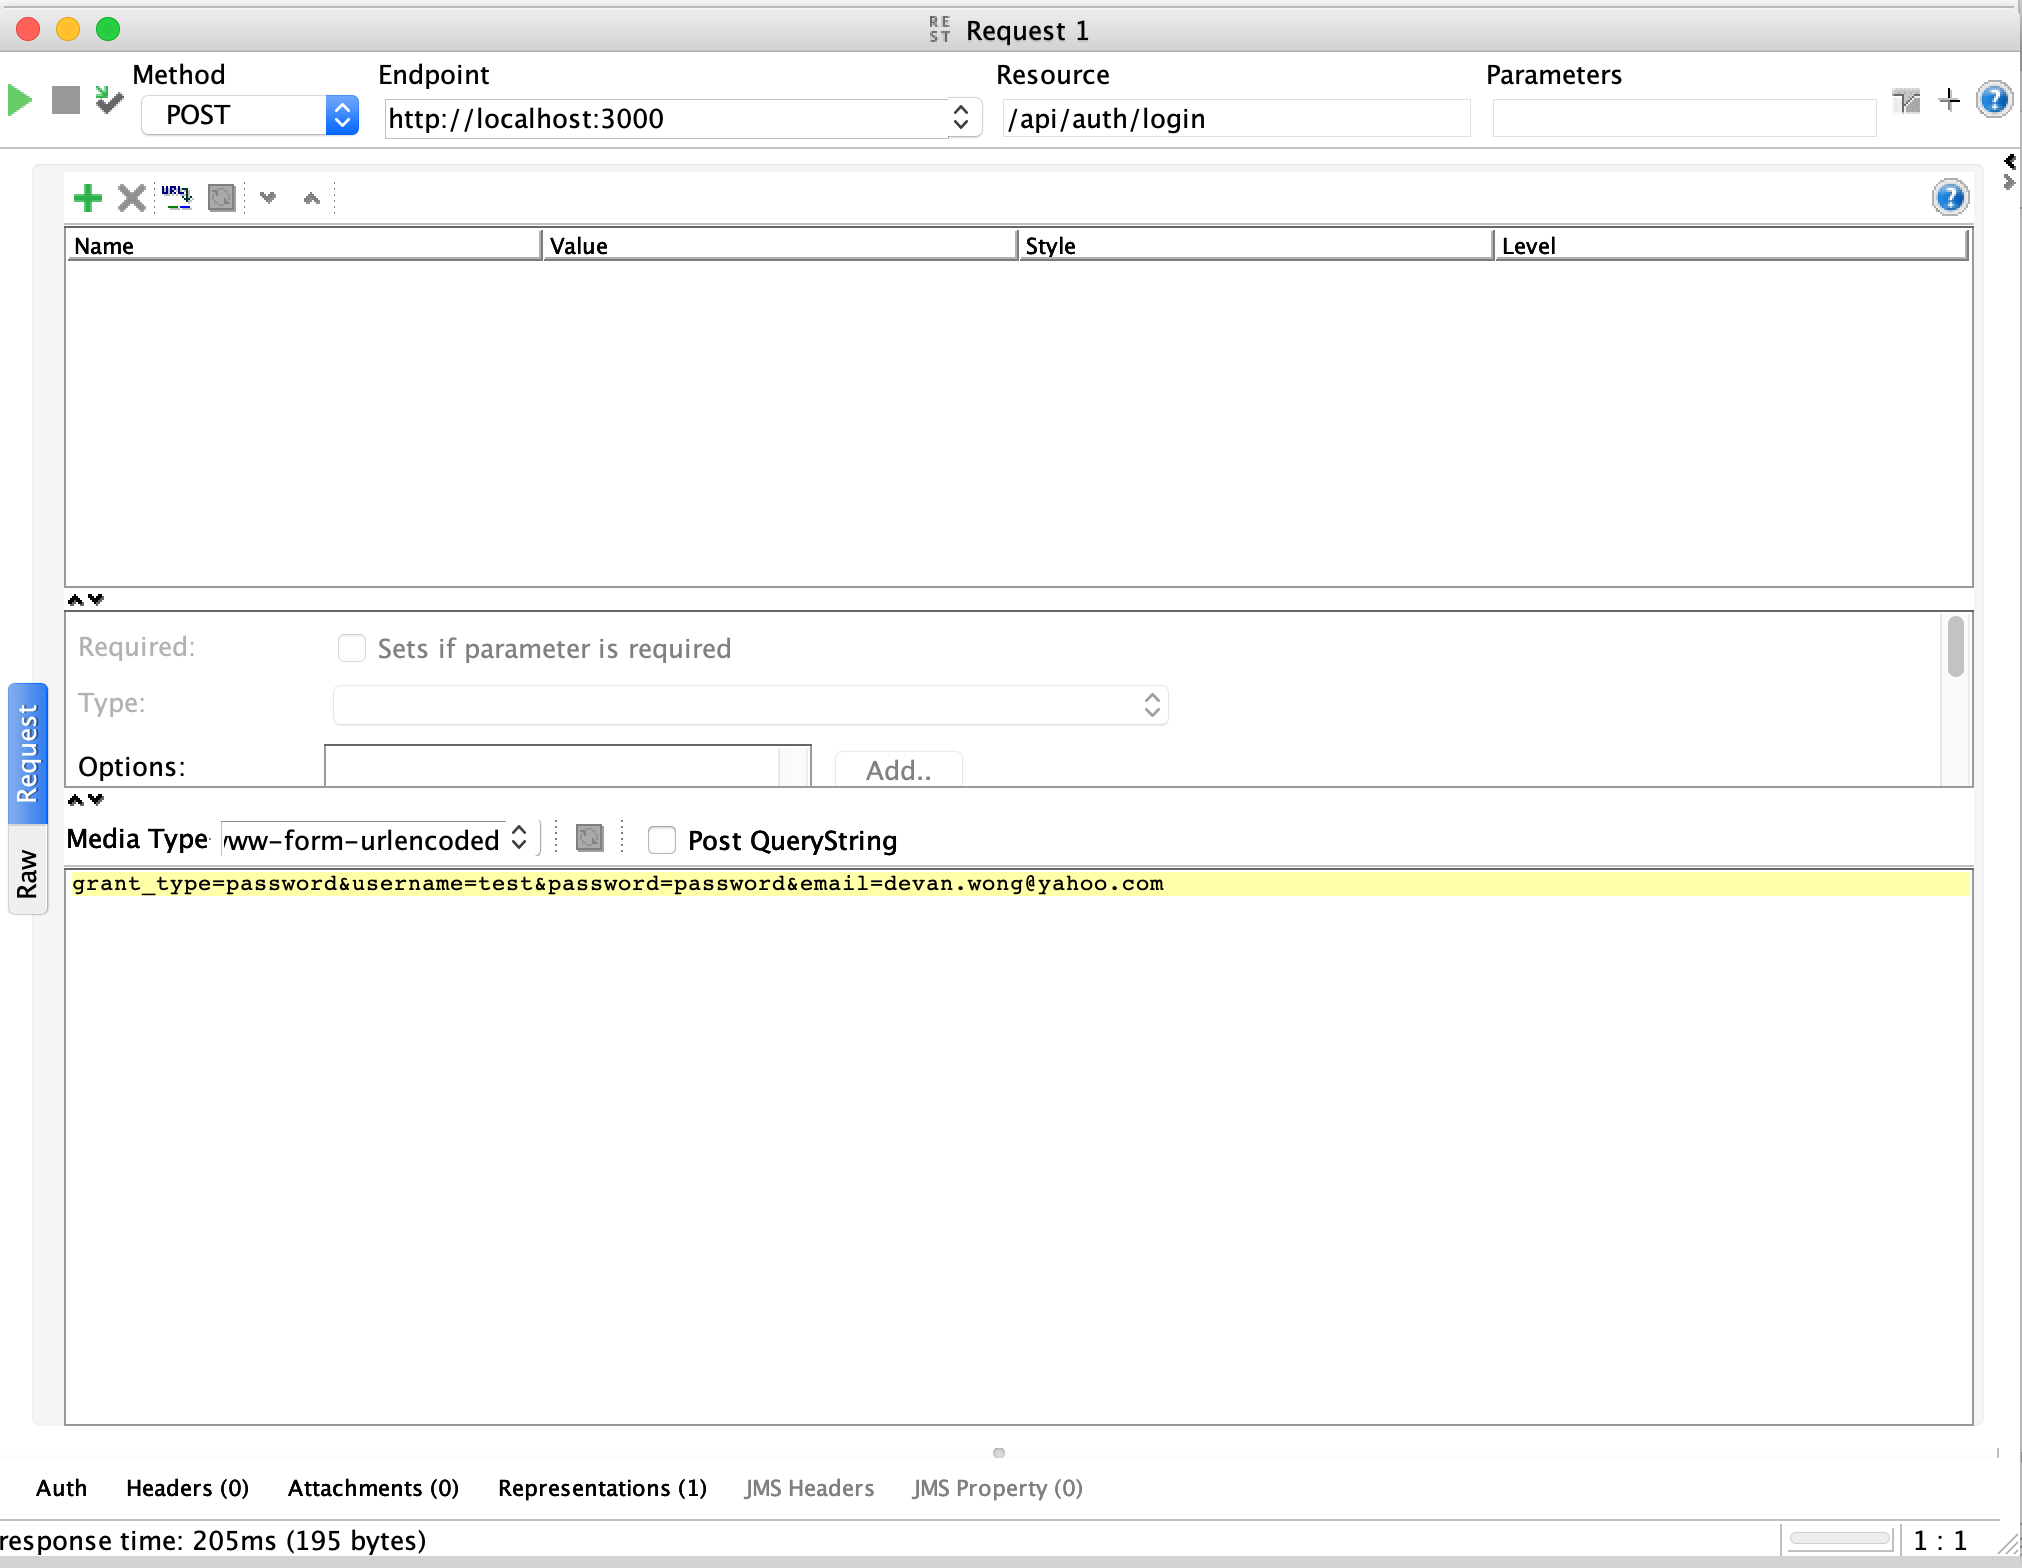 RE
ST
Request 1
Method
Endpoint
Resource
Parameters
POST
http://localhost:3000
/api/auth/login
URL
Name
Value
Style
Level
Required:
Sets if parameter is required
Type:
Options:
Add..
Request
Raw
Media Type
ww-form-urlencoded
Post QueryString
grant_type=password&username=test&password=password&email=devan.wong@yahoo.com
Auth
Headers (0)
Attachments (0)
Representations (1)
JMS Headers
JMS Property (0)
response time: 205ms (195 bytes)
1 : 1